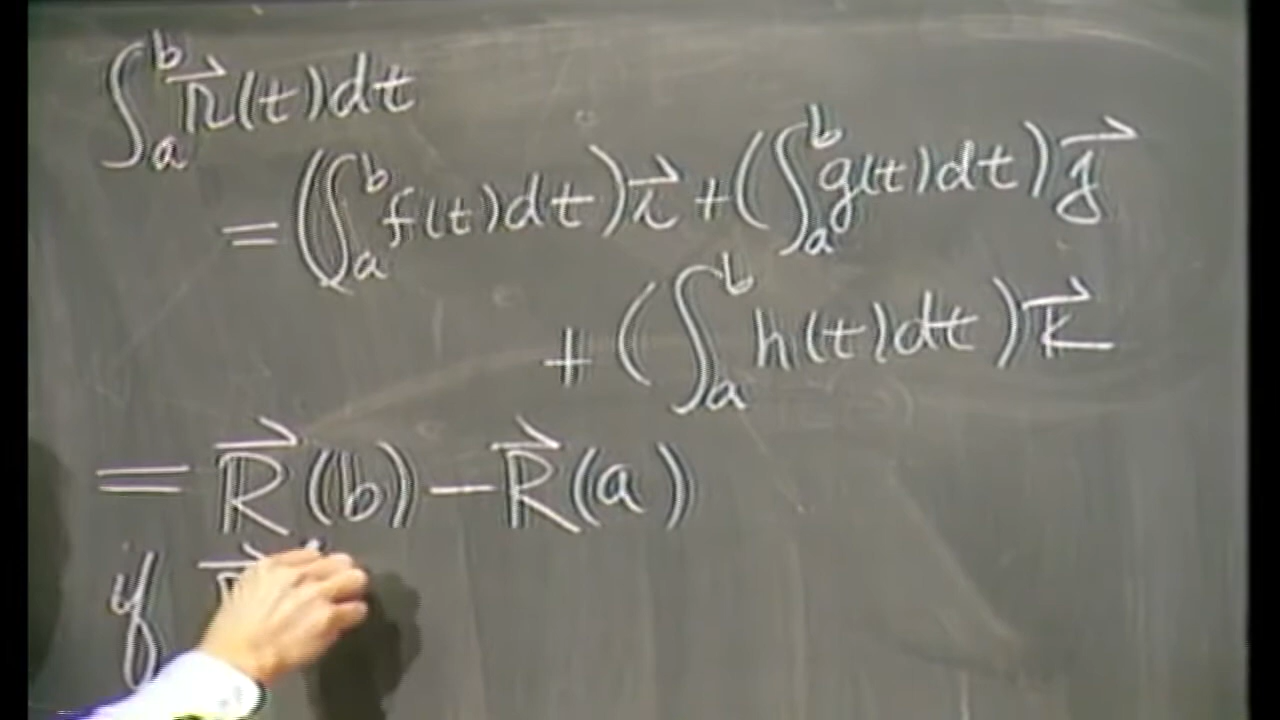 ∫_a^b r⃗(t)dt
= (∫_a^b f(t)dt) i⃗ + (∫_a^b g(t)dt) j⃗
+ (∫_a^b h(t)dt) k⃗
= R⃗(b) − R⃗(a)
if R⃗